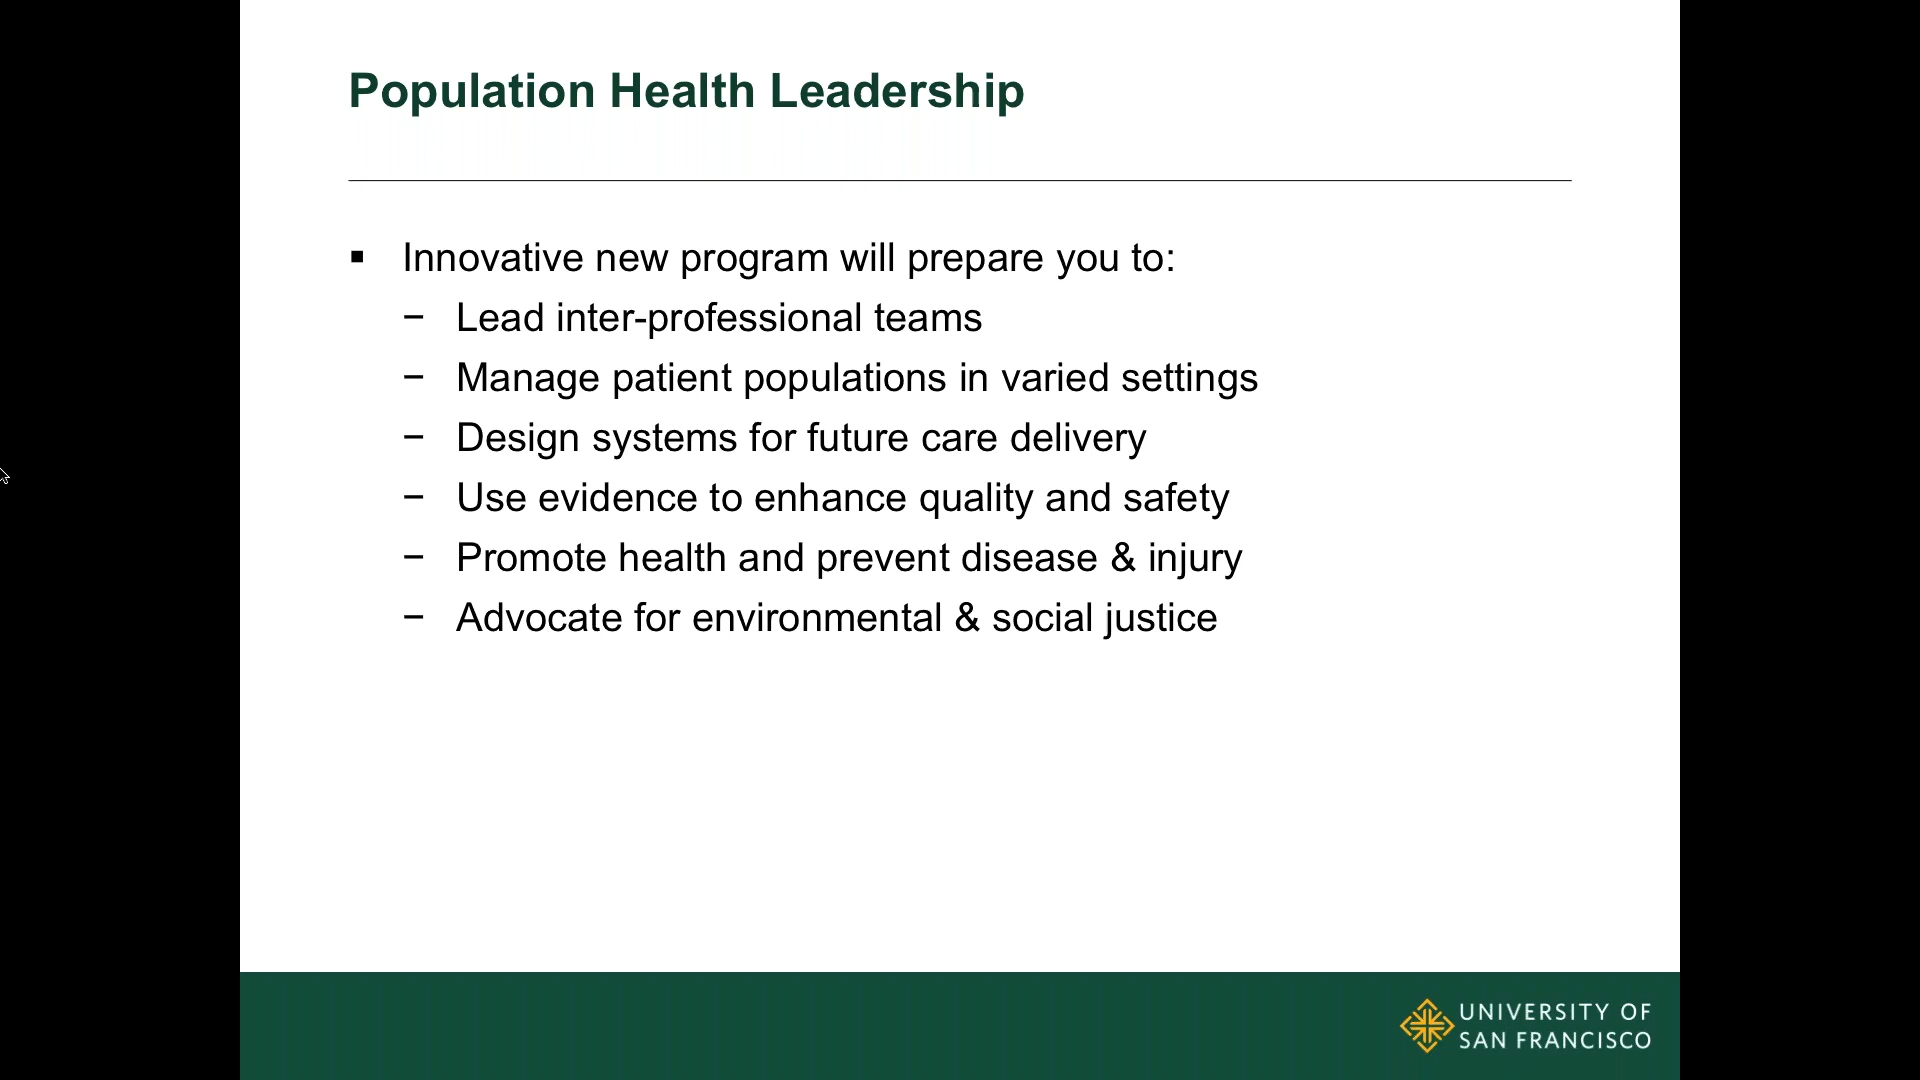 Population Health Leadership
▪ Innovative new program will prepare you to:
− Lead inter-professional teams
− Manage patient populations in varied settings
− Design systems for future care delivery
− Use evidence to enhance quality and safety
− Promote health and prevent disease & injury
− Advocate for environmental & social justice
UNIVERSITY OF
SAN FRANCISCO